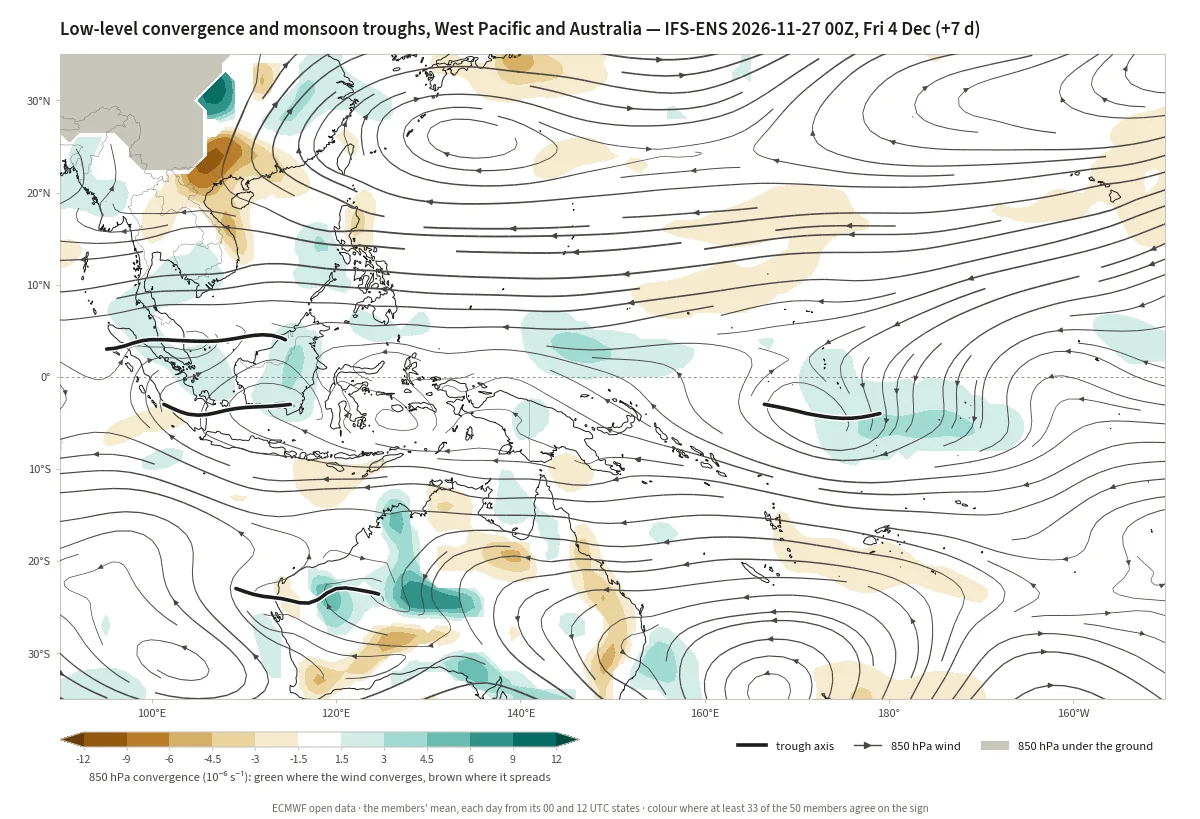 Low-level convergence and monsoon troughs, West Pacific and Australia — IFS-ENS 2026-11-27 00Z, Fri 4 Dec (+7 d)
30°N
20°N
10°N
0°
10°S
20°S
30°S
100°E 120°E 140°E 160°E 180° 160°W
-12 -9 -6 -4.5 -3 -1.5 1.5 3 4.5 6 9 12
850 hPa convergence (10⁻⁶ s⁻¹): green where the wind converges, brown where it spreads
trough axis 850 hPa wind 850 hPa under the ground
ECMWF open data · the members' mean, each day from its 00 and 12 UTC states · colour where at least 33 of the 50 members agree on the sign